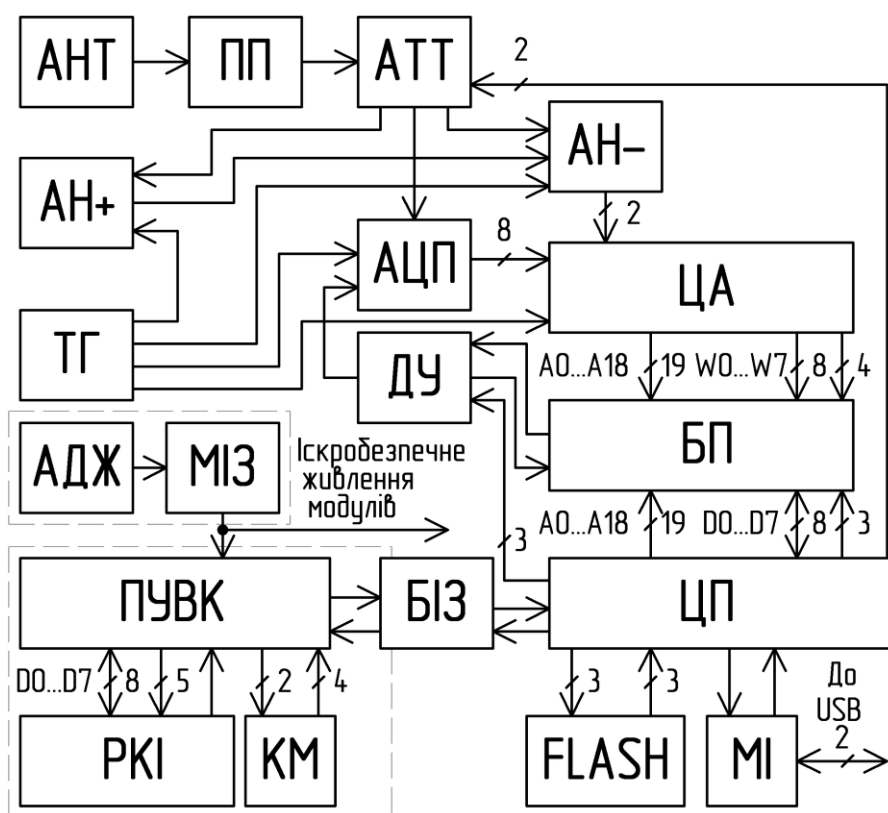 АНТ ПП АТТ 2
АН–
АН+
2
АЦП 8
ЦА
ТГ
ДУ
A0...A18 19 W0...W7 8 4
БП
АДЖ МІЗ
Іскробезпечне
живлення
модулів
A0...A18 19 D0...D7 8 3
3
ПУВК БІЗ ЦП
D0...D7 8 5 2 4
3 3
До
USB
2
РКІ КМ FLASH МІ